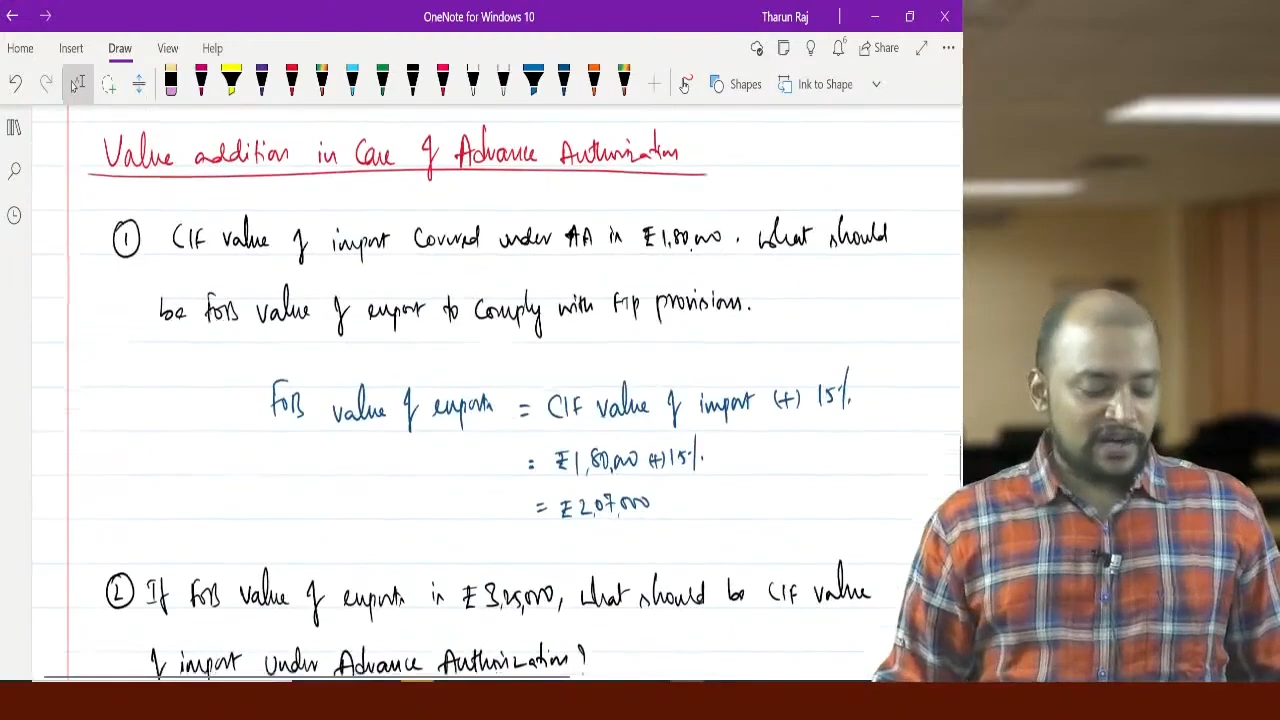 OneNote for Windows 10
Tharun Raj
Home Insert Draw View Help
6
Share
Shapes
Ink to Shape
Value addition in Case of Advance Authorization
① CIF value of import Covered under AA is ₹1,80,000. What should
be FOB value of export to Comply with FTP provisions.
FOB value of exports = CIF value of import (+) 15%
= ₹1,80,000 (+) 15%
= ₹2,07,000
② If FOB value of exports is ₹3,25,000, what should be CIF value
of import under Advance Authorization?